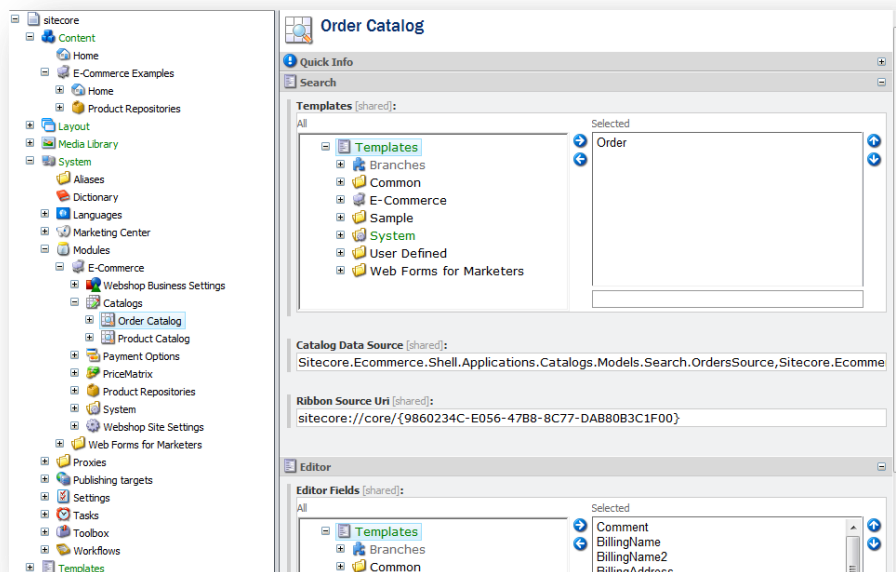 sitecore
Content
Home
E-Commerce Examples
Home
Product Repositories
Layout
Media Library
System
Aliases
Dictionary
Languages
Marketing Center
Modules
E-Commerce
Webshop Business Settings
Catalogs
Order Catalog
Product Catalog
Payment Options
PriceMatrix
Product Repositories
System
Webshop Site Settings
Web Forms for Marketers
Proxies
Publishing targets
Settings
Tasks
Toolbox
Workflows
Templates
Order Catalog
Quick Info
Search
Templates [shared]:
All
Templates
Branches
Common
E-Commerce
Sample
System
User Defined
Web Forms for Marketers
Selected
Order
Catalog Data Source [shared]:
Sitecore.Ecommerce.Shell.Applications.Catalogs.Models.Search.OrdersSource,Sitecore.Ecomme
Ribbon Source Uri [shared]:
sitecore://core/{9860234C-E056-47B8-8C77-DAB80B3C1F00}
Editor
Editor Fields [shared]:
All
Templates
Branches
Common
Selected
Comment
BillingName
BillingName2
BillingAddress